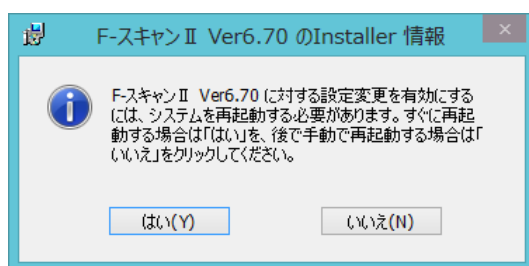 F-スキャンⅡ Ver6.70 のInstaller 情報
F-スキャンⅡ Ver6.70 に対する設定変更を有効にする
には、システムを再起動する必要があります。すぐに再起
動する場合は「はい」を、後で手動で再起動する場合は「
いいえ」をクリックしてください。
はい(Y)
いいえ(N)